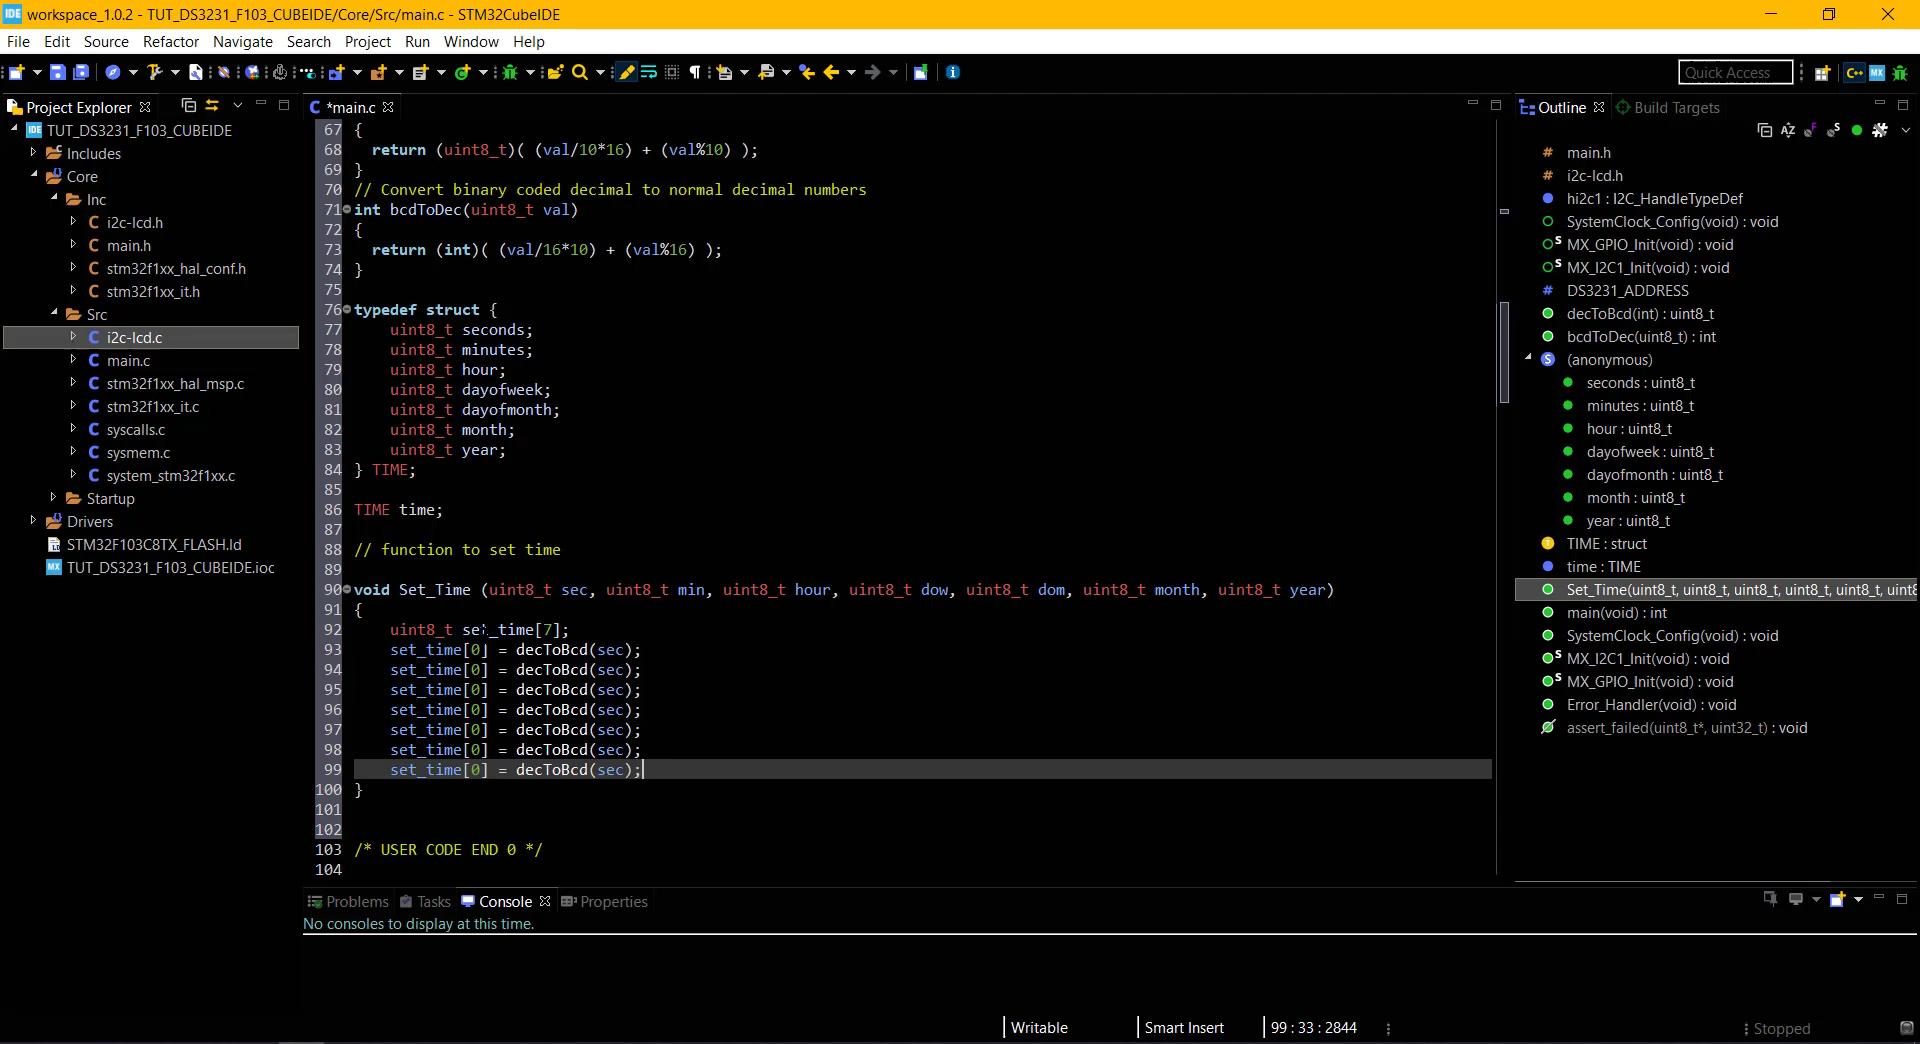 IDE workspace_1.0.2 - TUT_DS3231_F103_CUBEIDE/Core/Src/main.c - STM32CubeIDE
File Edit Source Refactor Navigate Search Project Run Window Help
Quick Access
C++ MX
Project Explorer
IDE TUT_DS3231_F103_CUBEIDE
Includes
Core
Inc
i2c-lcd.h
main.h
stm32f1xx_hal_conf.h
stm32f1xx_it.h
Src
i2c-lcd.c
main.c
stm32f1xx_hal_msp.c
stm32f1xx_it.c
syscalls.c
sysmem.c
system_stm32f1xx.c
Startup
Drivers
STM32F103C8TX_FLASH.ld
MX TUT_DS3231_F103_CUBEIDE.ioc
*main.c
67 {
68 return (uint8_t)( (val/10*16) + (val%10) );
69 }
70 // Convert binary coded decimal to normal decimal numbers
71 int bcdToDec(uint8_t val)
72 {
73 return (int)( (val/16*10) + (val%16) );
74 }
75
76 typedef struct {
77 uint8_t seconds;
78 uint8_t minutes;
79 uint8_t hour;
80 uint8_t dayofweek;
81 uint8_t dayofmonth;
82 uint8_t month;
83 uint8_t year;
84 } TIME;
85
86 TIME time;
87
88 // function to set time
89
90 void Set_Time (uint8_t sec, uint8_t min, uint8_t hour, uint8_t dow, uint8_t dom, uint8_t month, uint8_t year)
91 {
92 uint8_t set_time[7];
93 set_time[0] = decToBcd(sec);
94 set_time[0] = decToBcd(sec);
95 set_time[0] = decToBcd(sec);
96 set_time[0] = decToBcd(sec);
97 set_time[0] = decToBcd(sec);
98 set_time[0] = decToBcd(sec);
99 set_time[0] = decToBcd(sec);
100 }
101
102
103 /* USER CODE END 0 */
104
Outline Build Targets
main.h
i2c-lcd.h
hi2c1 : I2C_HandleTypeDef
SystemClock_Config(void) : void
MX_GPIO_Init(void) : void
MX_I2C1_Init(void) : void
DS3231_ADDRESS
decToBcd(int) : uint8_t
bcdToDec(uint8_t) : int
(anonymous)
seconds : uint8_t
minutes : uint8_t
hour : uint8_t
dayofweek : uint8_t
dayofmonth : uint8_t
month : uint8_t
year : uint8_t
TIME : struct
time : TIME
Set_Time(uint8_t, uint8_t, uint8_t, uint8_t, uint8_t, uint8
main(void) : int
SystemClock_Config(void) : void
MX_I2C1_Init(void) : void
MX_GPIO_Init(void) : void
Error_Handler(void) : void
assert_failed(uint8_t*, uint32_t) : void
Problems Tasks Console Properties
No consoles to display at this time.
Writable Smart Insert 99 : 33 : 2844 Stopped